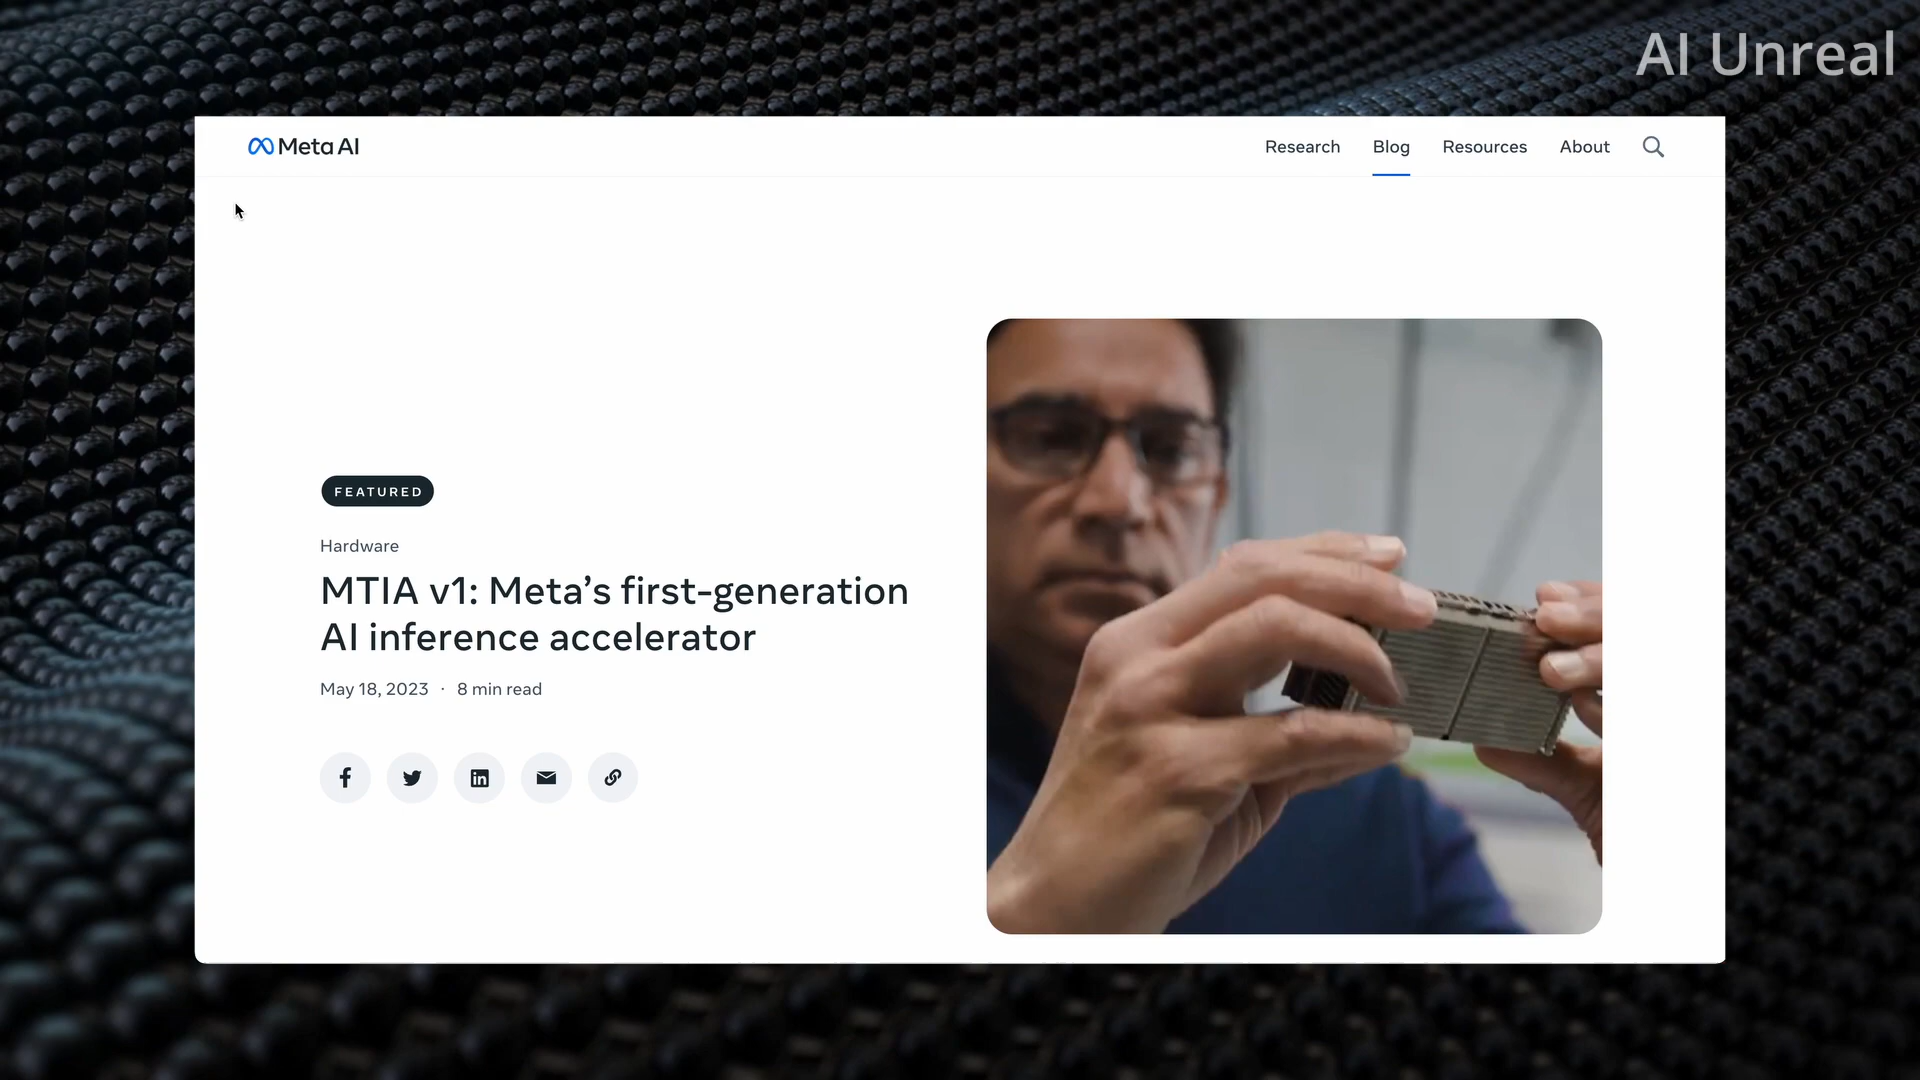 AI Unreal
Meta AI
Research
Blog
Resources
About
FEATURED
Hardware
MTIA v1: Meta’s first-generation
AI inference accelerator
May 18, 2023 · 8 min read